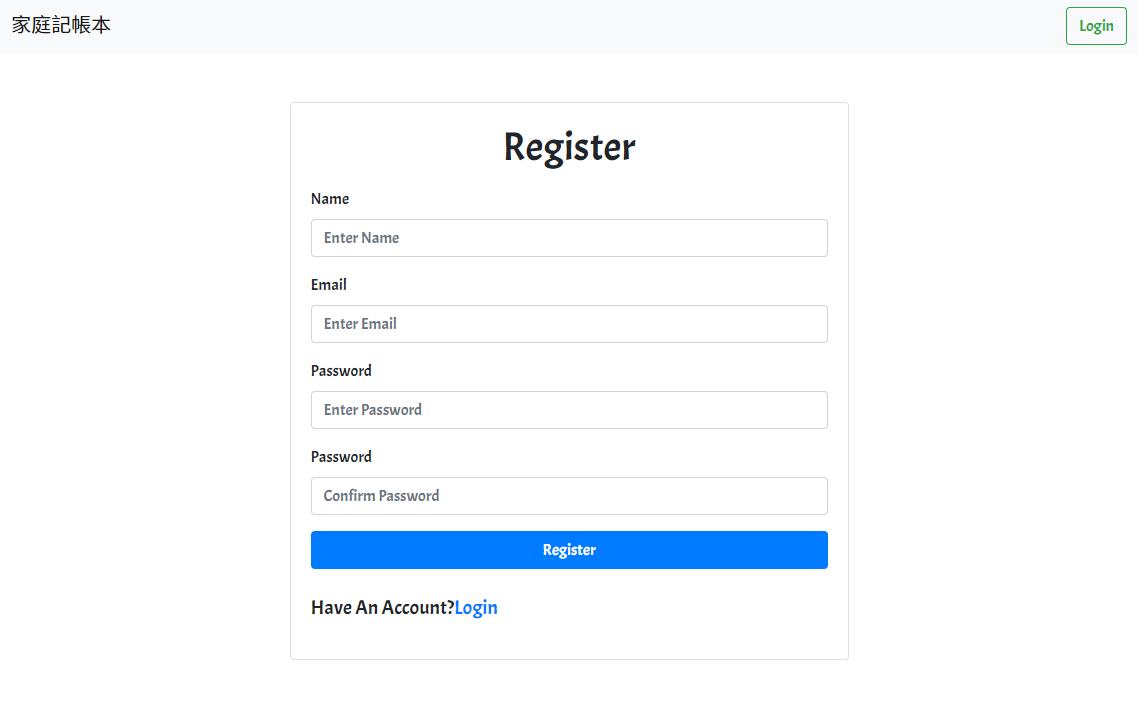 家庭記帳本
Login
Register
Name
Enter Name
Email
Enter Email
Password
Enter Password
Password
Confirm Password
Register
Have An Account?Login